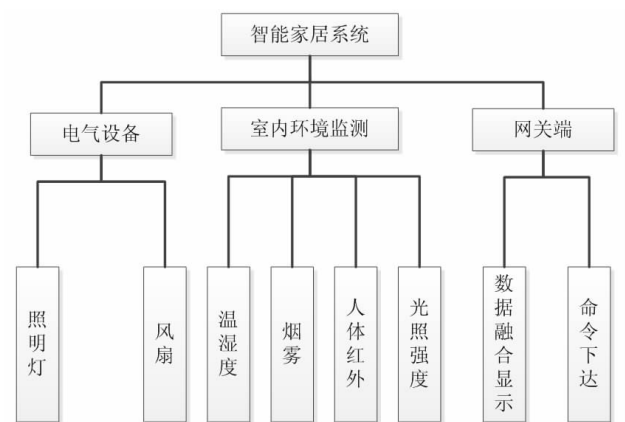 智能家居系统
电气设备
室内环境监测
网关端
照明灯
风扇
温湿度
烟雾
人体红外
光照强度
数据融合显示
命令下达